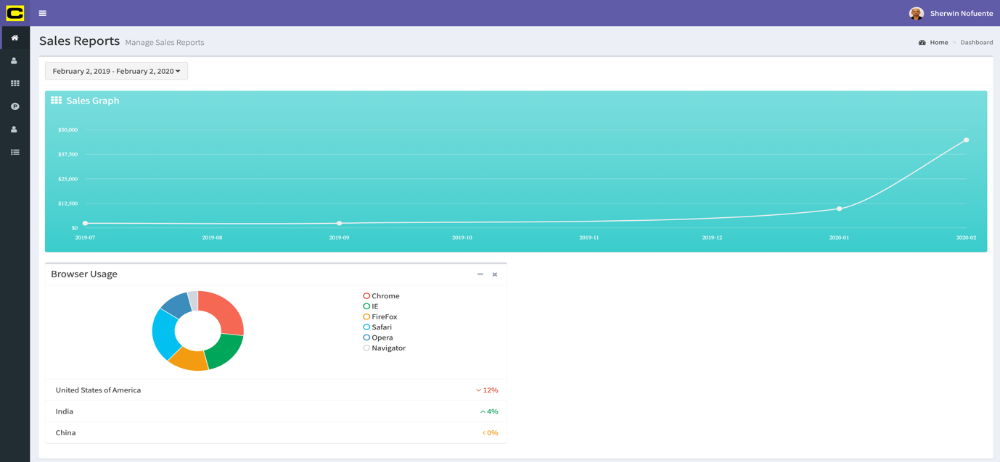 C
Sherwin Nofuente
Sales Reports Manage Sales Reports
Home > Dashboard
February 2, 2019 - February 2, 2020
Sales Graph
$50,000
$37,500
$25,000
$12,500
$0
2019-07 2019-08 2019-09 2019-10 2019-11 2019-12 2020-01 2020-02
Browser Usage
Chrome
IE
FireFox
Safari
Opera
Navigator
United States of America 12%
India 4%
China 0%